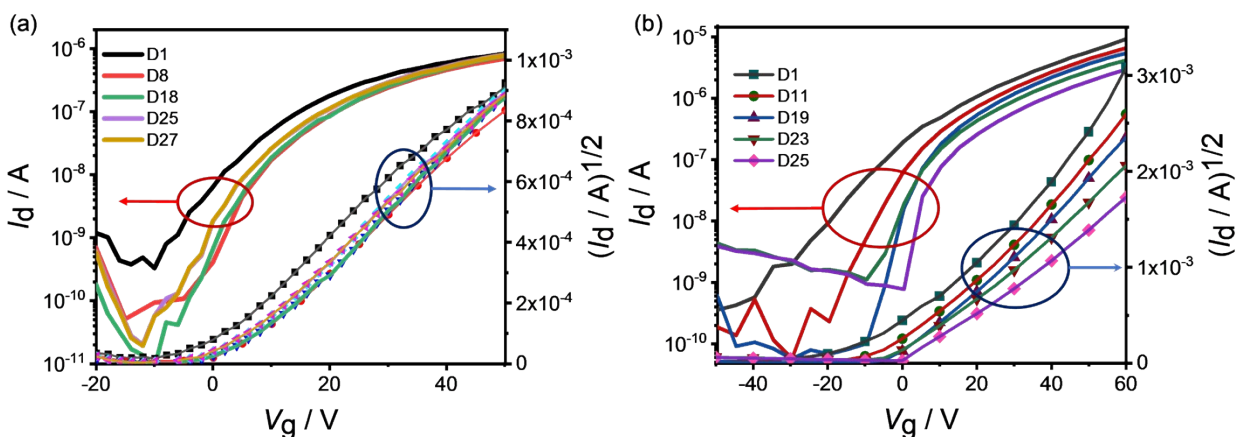 (a)
10⁻⁶
10⁻⁷
10⁻⁸
10⁻⁹
10⁻¹⁰
10⁻¹¹
I_d / A
D1
D8
D18
D25
D27
1x10⁻³
8x10⁻⁴
6x10⁻⁴
4x10⁻⁴
2x10⁻⁴
0
(I_d / A)^1/2
-20
0
20
40
V_g / V
(b)
10⁻⁵
10⁻⁶
10⁻⁷
10⁻⁸
10⁻⁹
10⁻¹⁰
I_d / A
D1
D11
D19
D23
D25
3x10⁻³
2x10⁻³
1x10⁻³
0
(I_d / A)^1/2
-40
-20
0
20
40
60
V_g / V